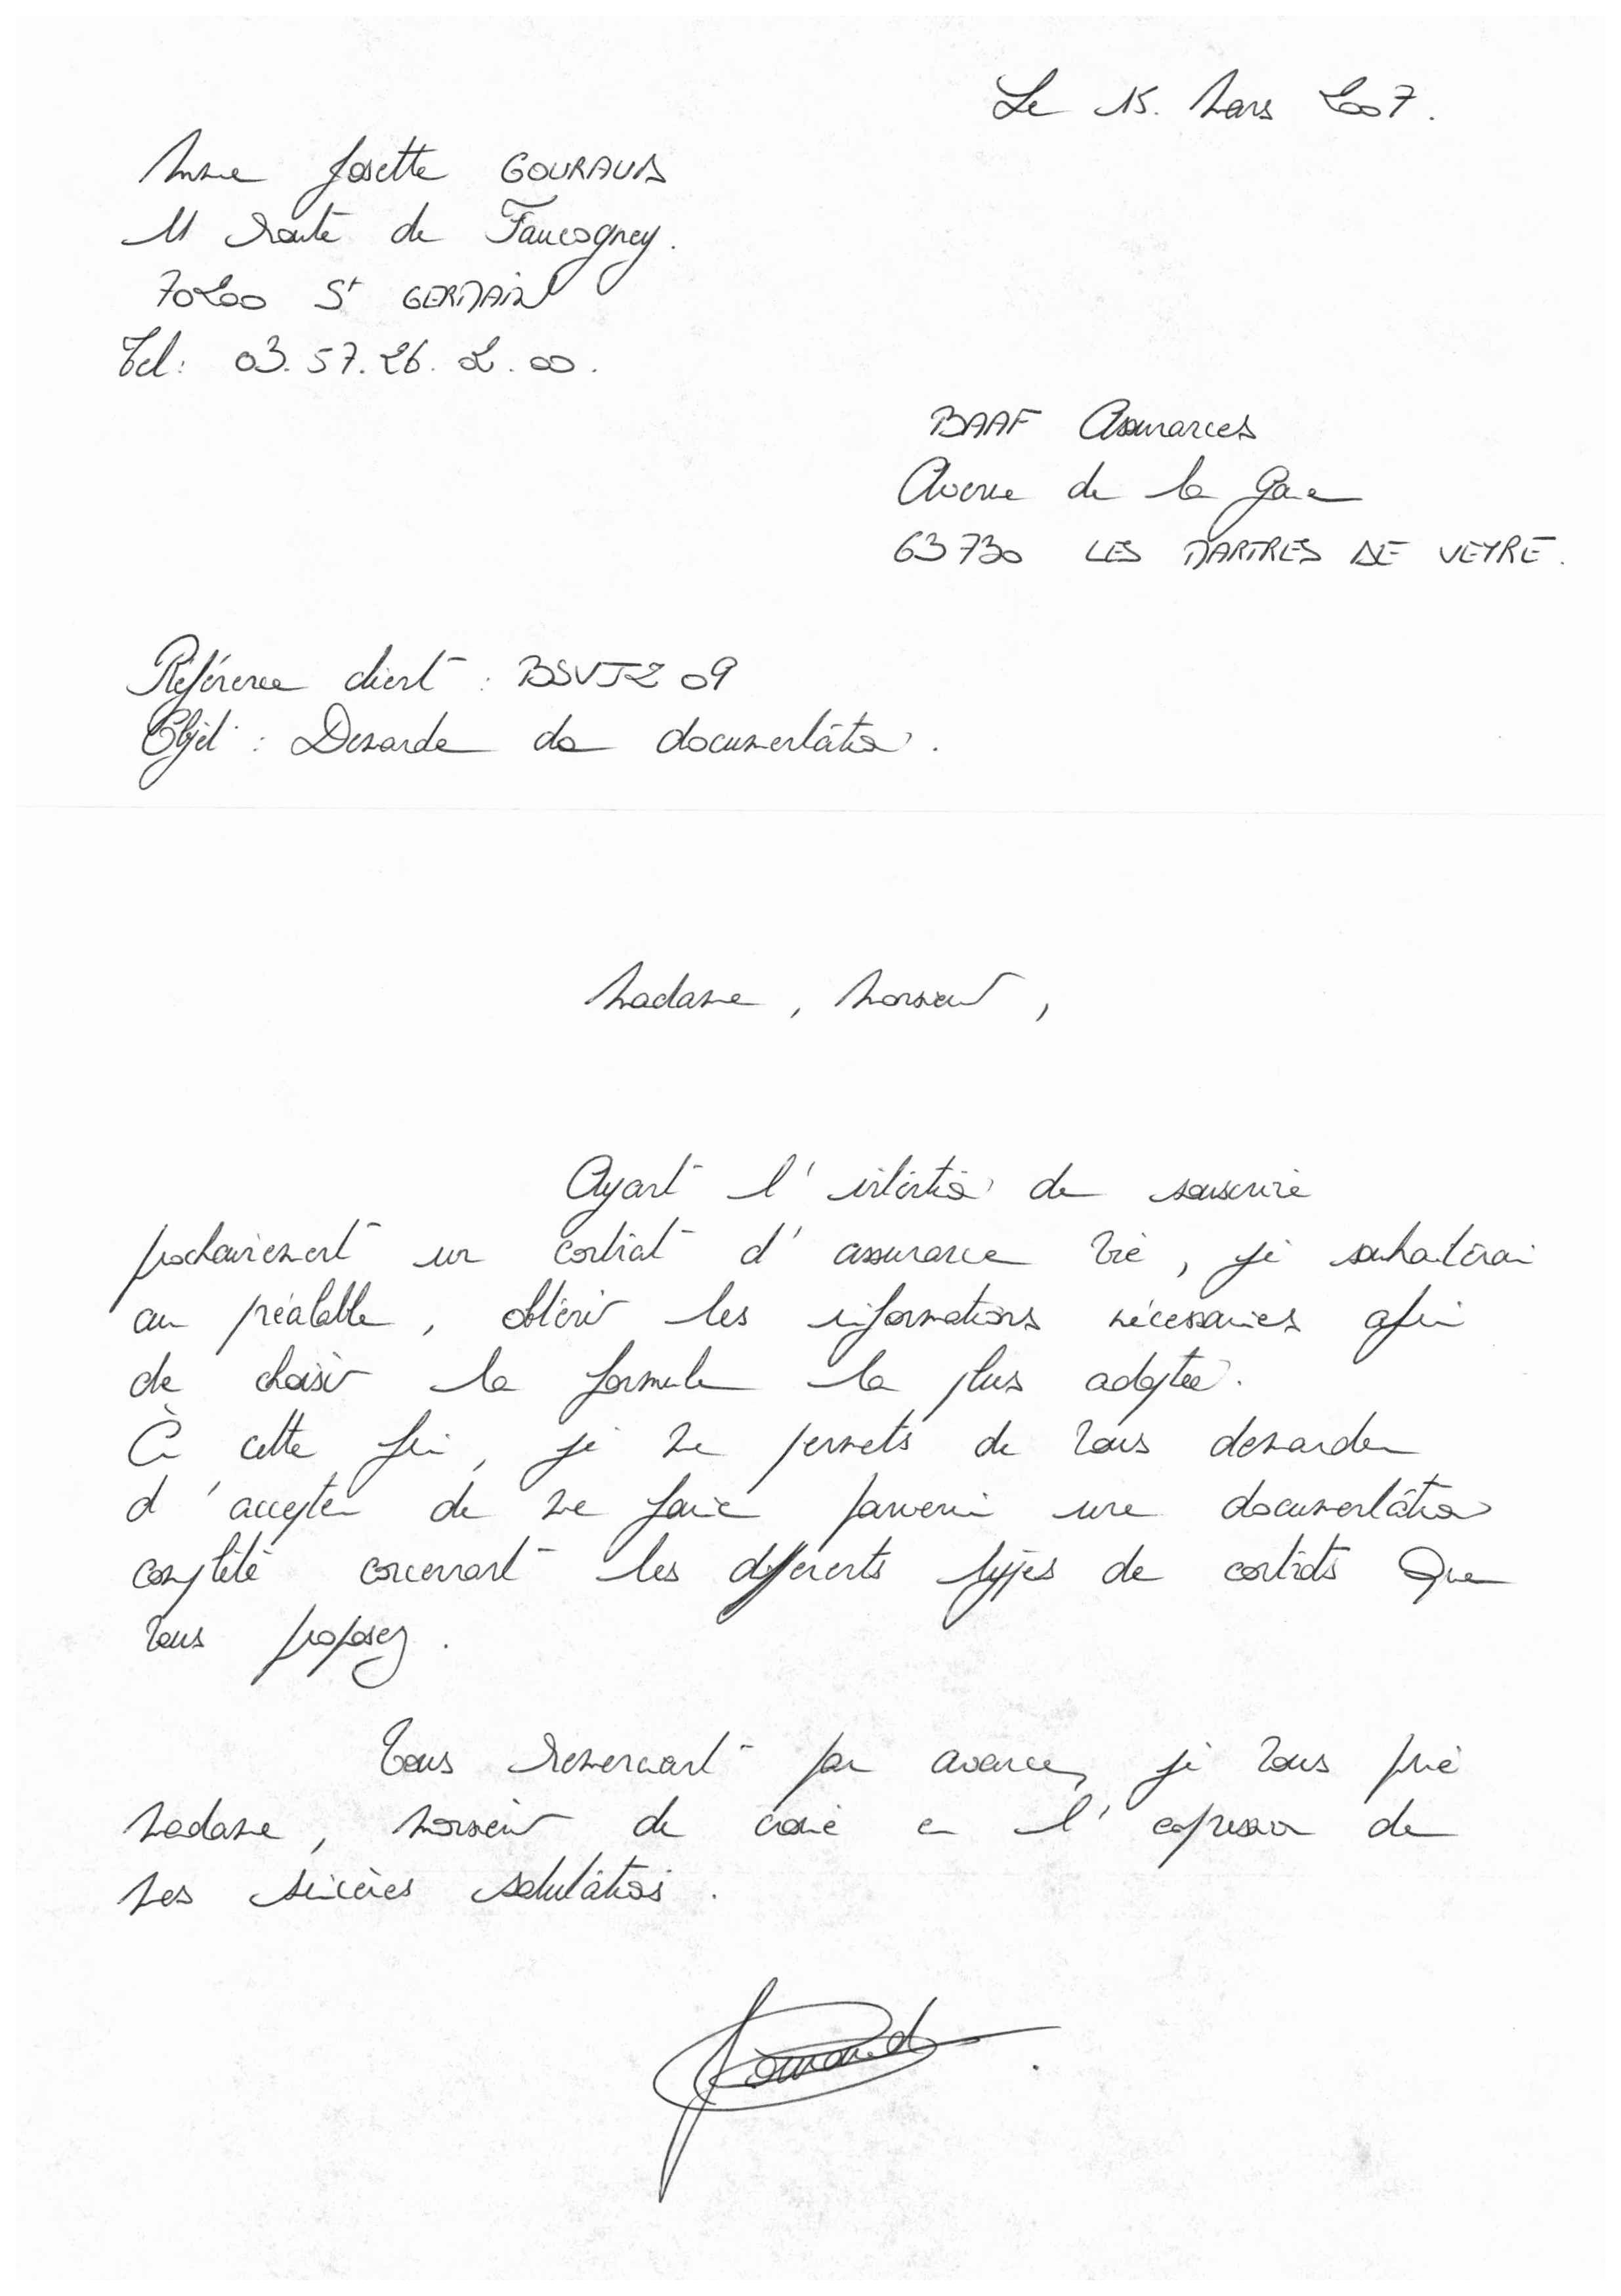 Le 15. Mars 2007.
Mme Josette GOURAUD
11 Route de Faucogney.
70200 St GERMAIN
Tel: 03.57.26.02.00.
BAAF Assurances
Avenue de la Gare
63730 LES MARTRES DE VEYRE.
Référence client : BSVJZ 09
Objet : Demande de documentation.
Madame, Monsieur,
Ayant l'intention de souscrire
prochainement un contrat d'assurance vie, je souhaiterai
au préalable, obtenir les informations nécessaires afin
de choisir la formule la plus adaptée.
À cette fin, je me permets de vous demander
d'accepter de me faire parvenir une documentation
complète concernant les différents types de contrats que
vous proposez.
Vous remerciant par avance, je vous prie
Madame, Monsieur de croire en l'expression de
mes sincères salutations.
Gouraud